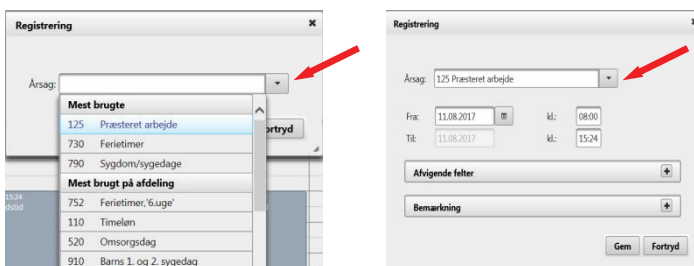 Registrering
Årsag:
Mest brugte
125 Præsteret arbejde
730 Ferietimer
790 Sygdom/sygedage
Mest brugt på afdeling
752 Ferietimer,'6.uge'
110 Timeløn
520 Omsorgsdag
910 Barns 1. og 2. sygedag
ortryd
15:24
dstid
Registrering
Årsag: 125 Præsteret arbejde
Fra: 11.08.2017 kl.: 08:00
Til: 11.08.2017 kl.: 15:24
Afvigende felter
Bemærkning
Gem Fortryd